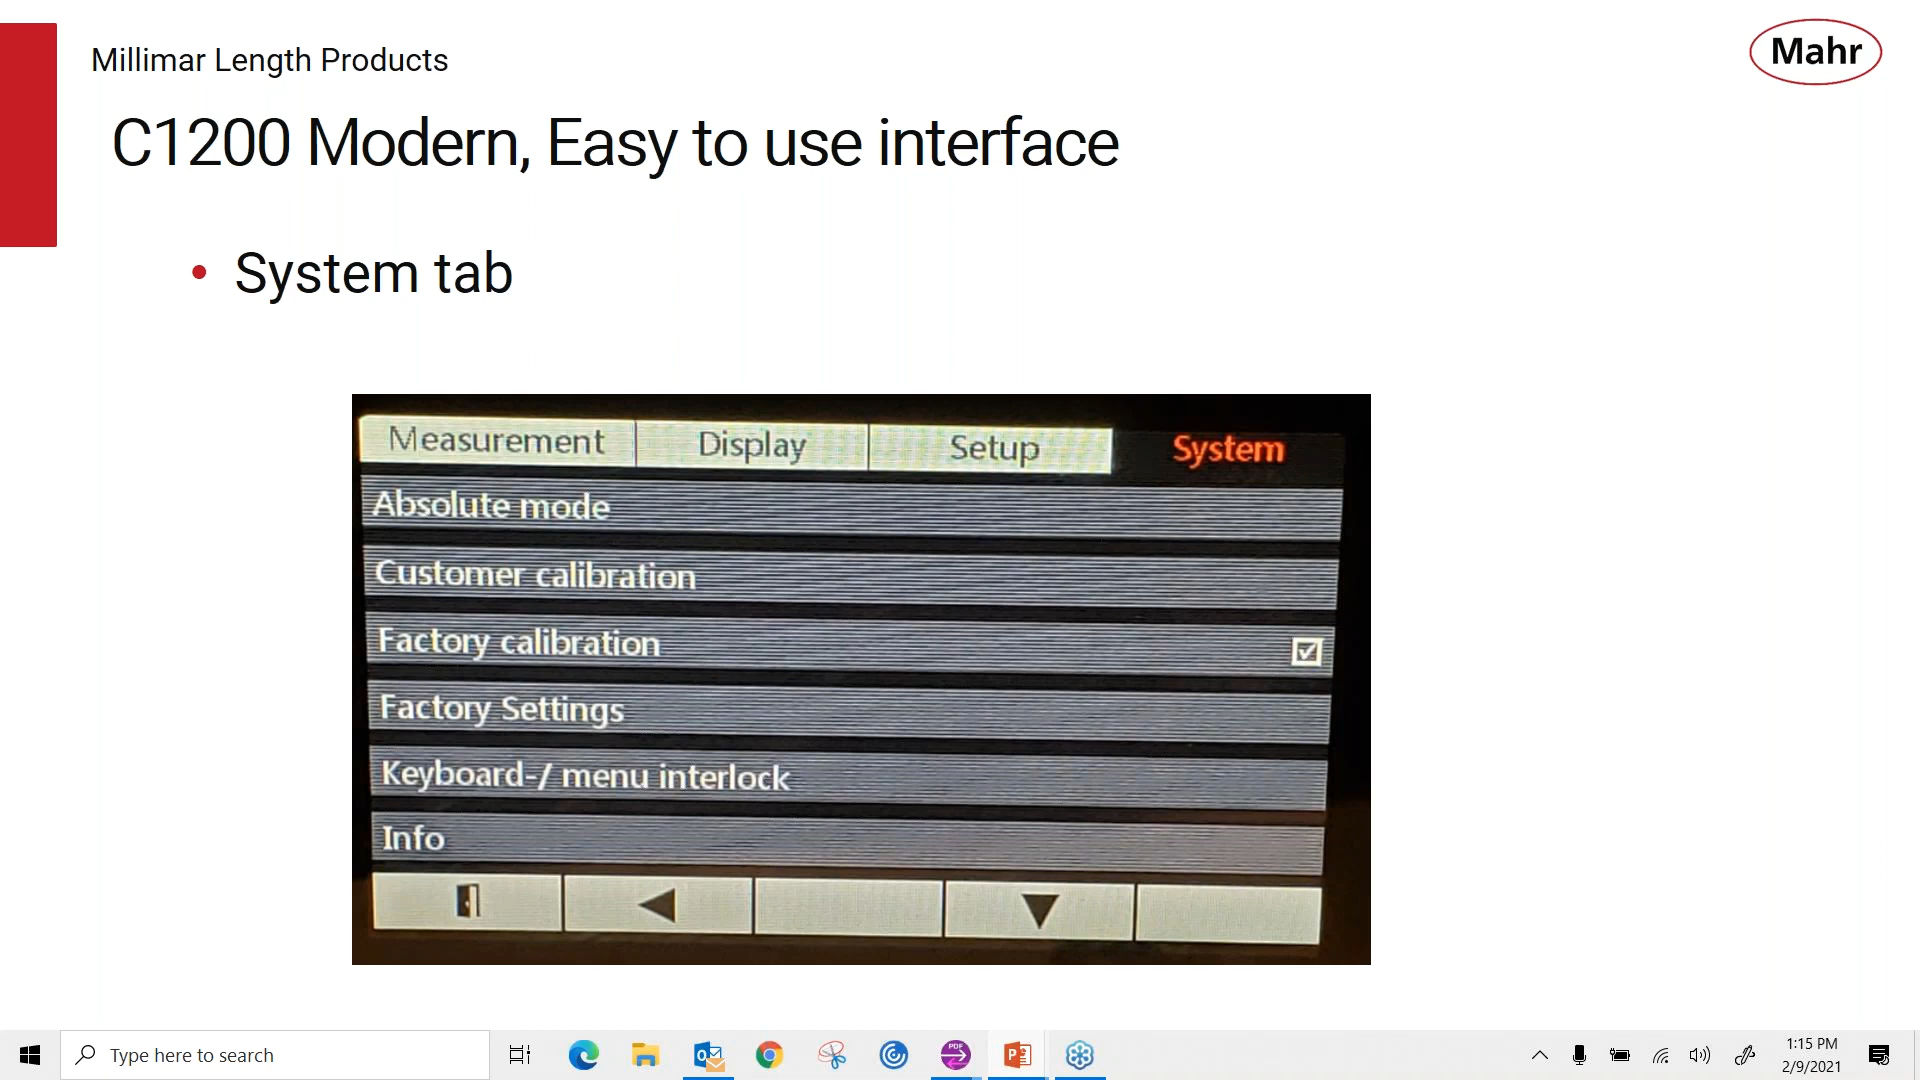 Millimar Length Products
Mahr
C1200 Modern, Easy to use interface
• System tab
Measurement Display Setup System
Absolute mode
Customer calibration
Factory calibration
Factory Settings
Keyboard-/ menu interlock
Info
Type here to search
PDF
1:15 PM
2/9/2021